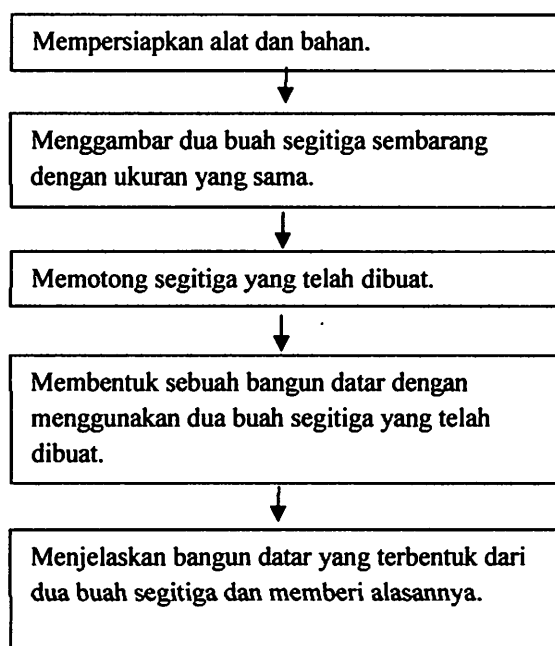 Mempersiapkan alat dan bahan.
Menggambar dua buah segitiga sembarang
dengan ukuran yang sama.
Memotong segitiga yang telah dibuat.
Membentuk sebuah bangun datar dengan
menggunakan dua buah segitiga yang telah
dibuat.
Menjelaskan bangun datar yang terbentuk dari
dua buah segitiga dan memberi alasannya.